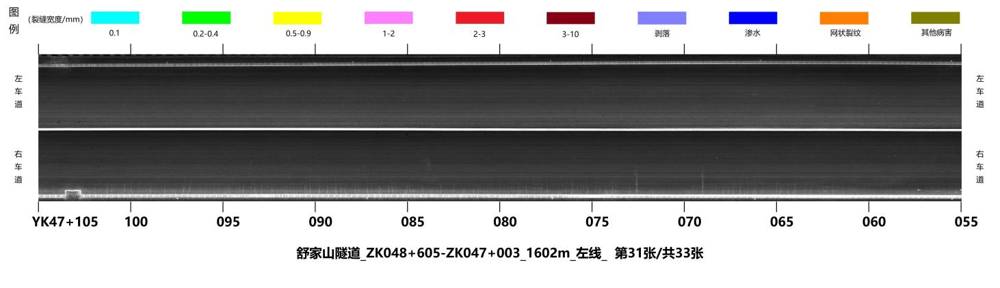 图例
(裂缝宽度/mm)
0.1 0.2-0.4 0.5-0.9 1-2 2-3 3-10 剥落 渗水 网状裂纹 其他病害
左车道 左车道
右车道 右车道
YK47+105 100 095 090 085 080 075 070 065 060 055
舒家山隧道_ZK048+605-ZK047+003_1602m_左线_ 第31张/共33张